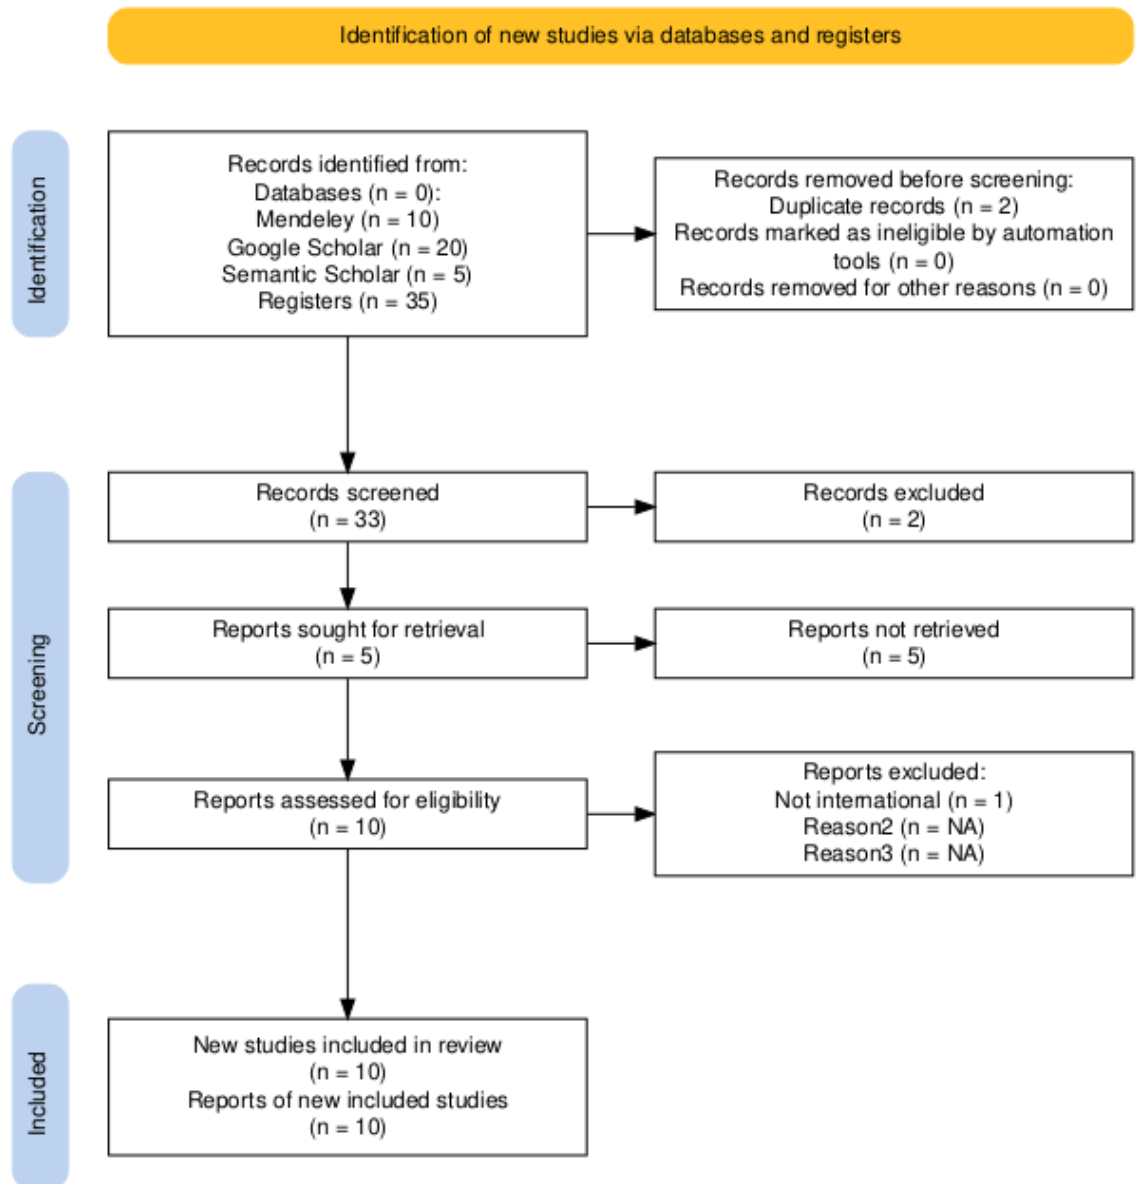 Identification of new studies via databases and registers
Identification
Records identified from:
Databases (n = 0):
Mendeley (n = 10)
Google Scholar (n = 20)
Semantic Scholar (n = 5)
Registers (n = 35)
Records removed before screening:
Duplicate records (n = 2)
Records marked as ineligible by automation
tools (n = 0)
Records removed for other reasons (n = 0)
Screening
Records screened
(n = 33)
Records excluded
(n = 2)
Reports sought for retrieval
(n = 5)
Reports not retrieved
(n = 5)
Reports assessed for eligibility
(n = 10)
Reports excluded:
Not international (n = 1)
Reason2 (n = NA)
Reason3 (n = NA)
Included
New studies included in review
(n = 10)
Reports of new included studies
(n = 10)